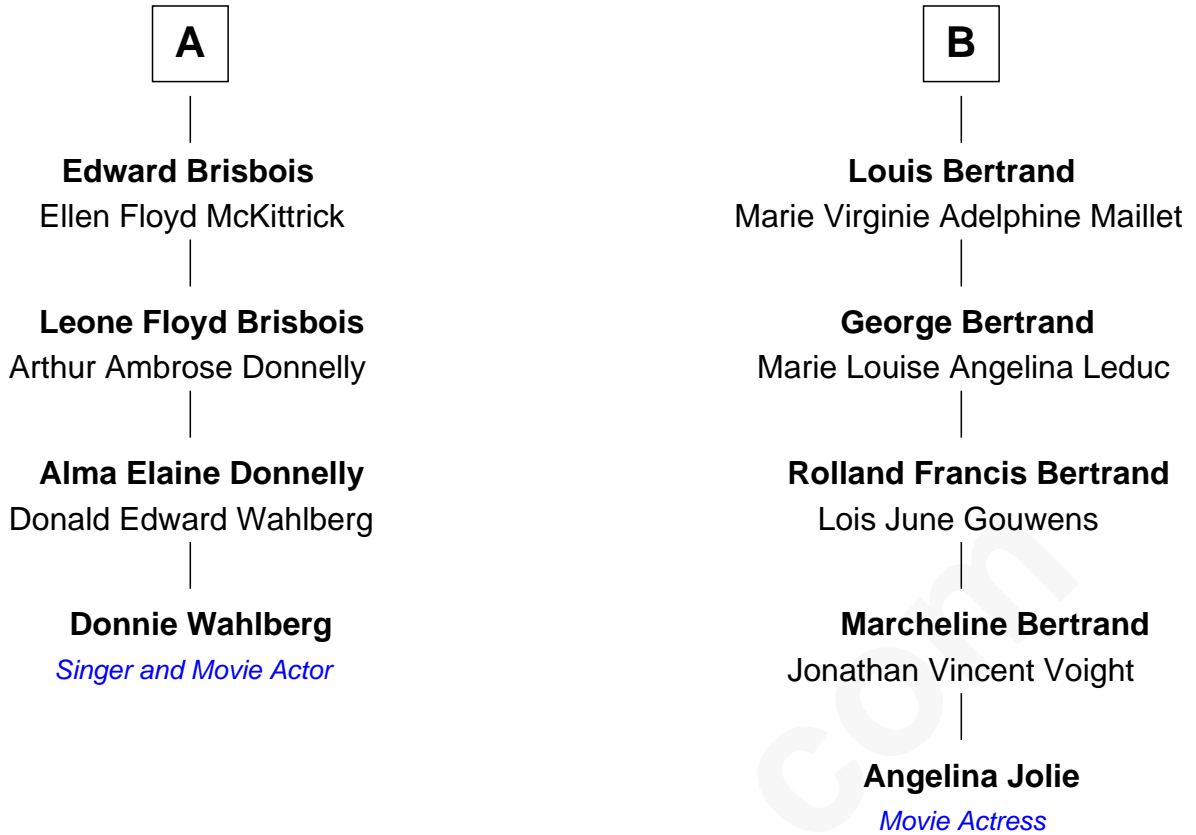 A
Edward Brisbois
Ellen Floyd McKittrick
Leone Floyd Brisbois
Arthur Ambrose Donnelly
Alma Elaine Donnelly
Donald Edward Wahlberg
Donnie Wahlberg
Singer and Movie Actor
B
Louis Bertrand
Marie Virginie Adelphine Maillet
George Bertrand
Marie Louise Angelina Leduc
Rolland Francis Bertrand
Lois June Gouwens
Marcheline Bertrand
Jonathan Vincent Voight
Angelina Jolie
Movie Actress
com